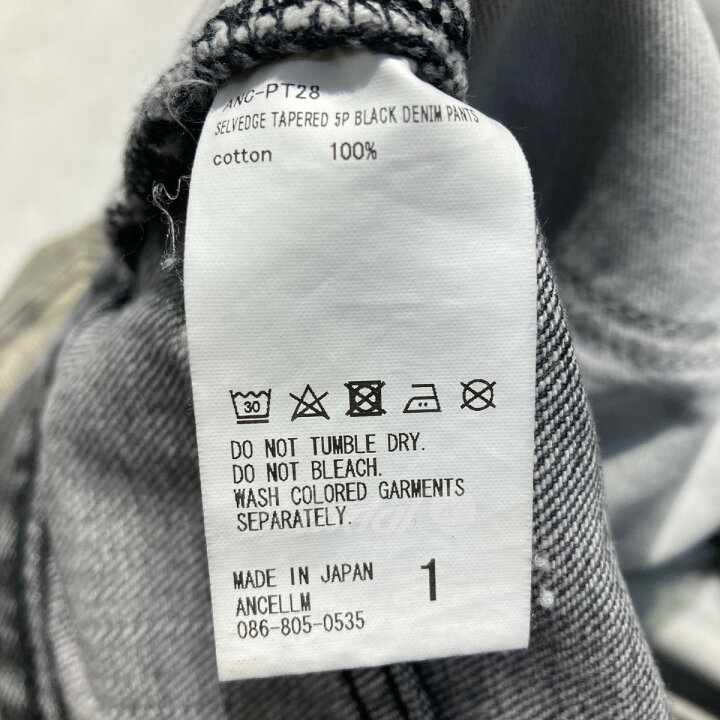 ANC-PT28
SELVEDGE TAPERED 5P BLACK DENIM PANTS
cotton 100%
30
DO NOT TUMBLE DRY.
DO NOT BLEACH.
WASH COLORED GARMENTS
SEPARATELY.
MADE IN JAPAN 1
ANCELLM
086-805-0535